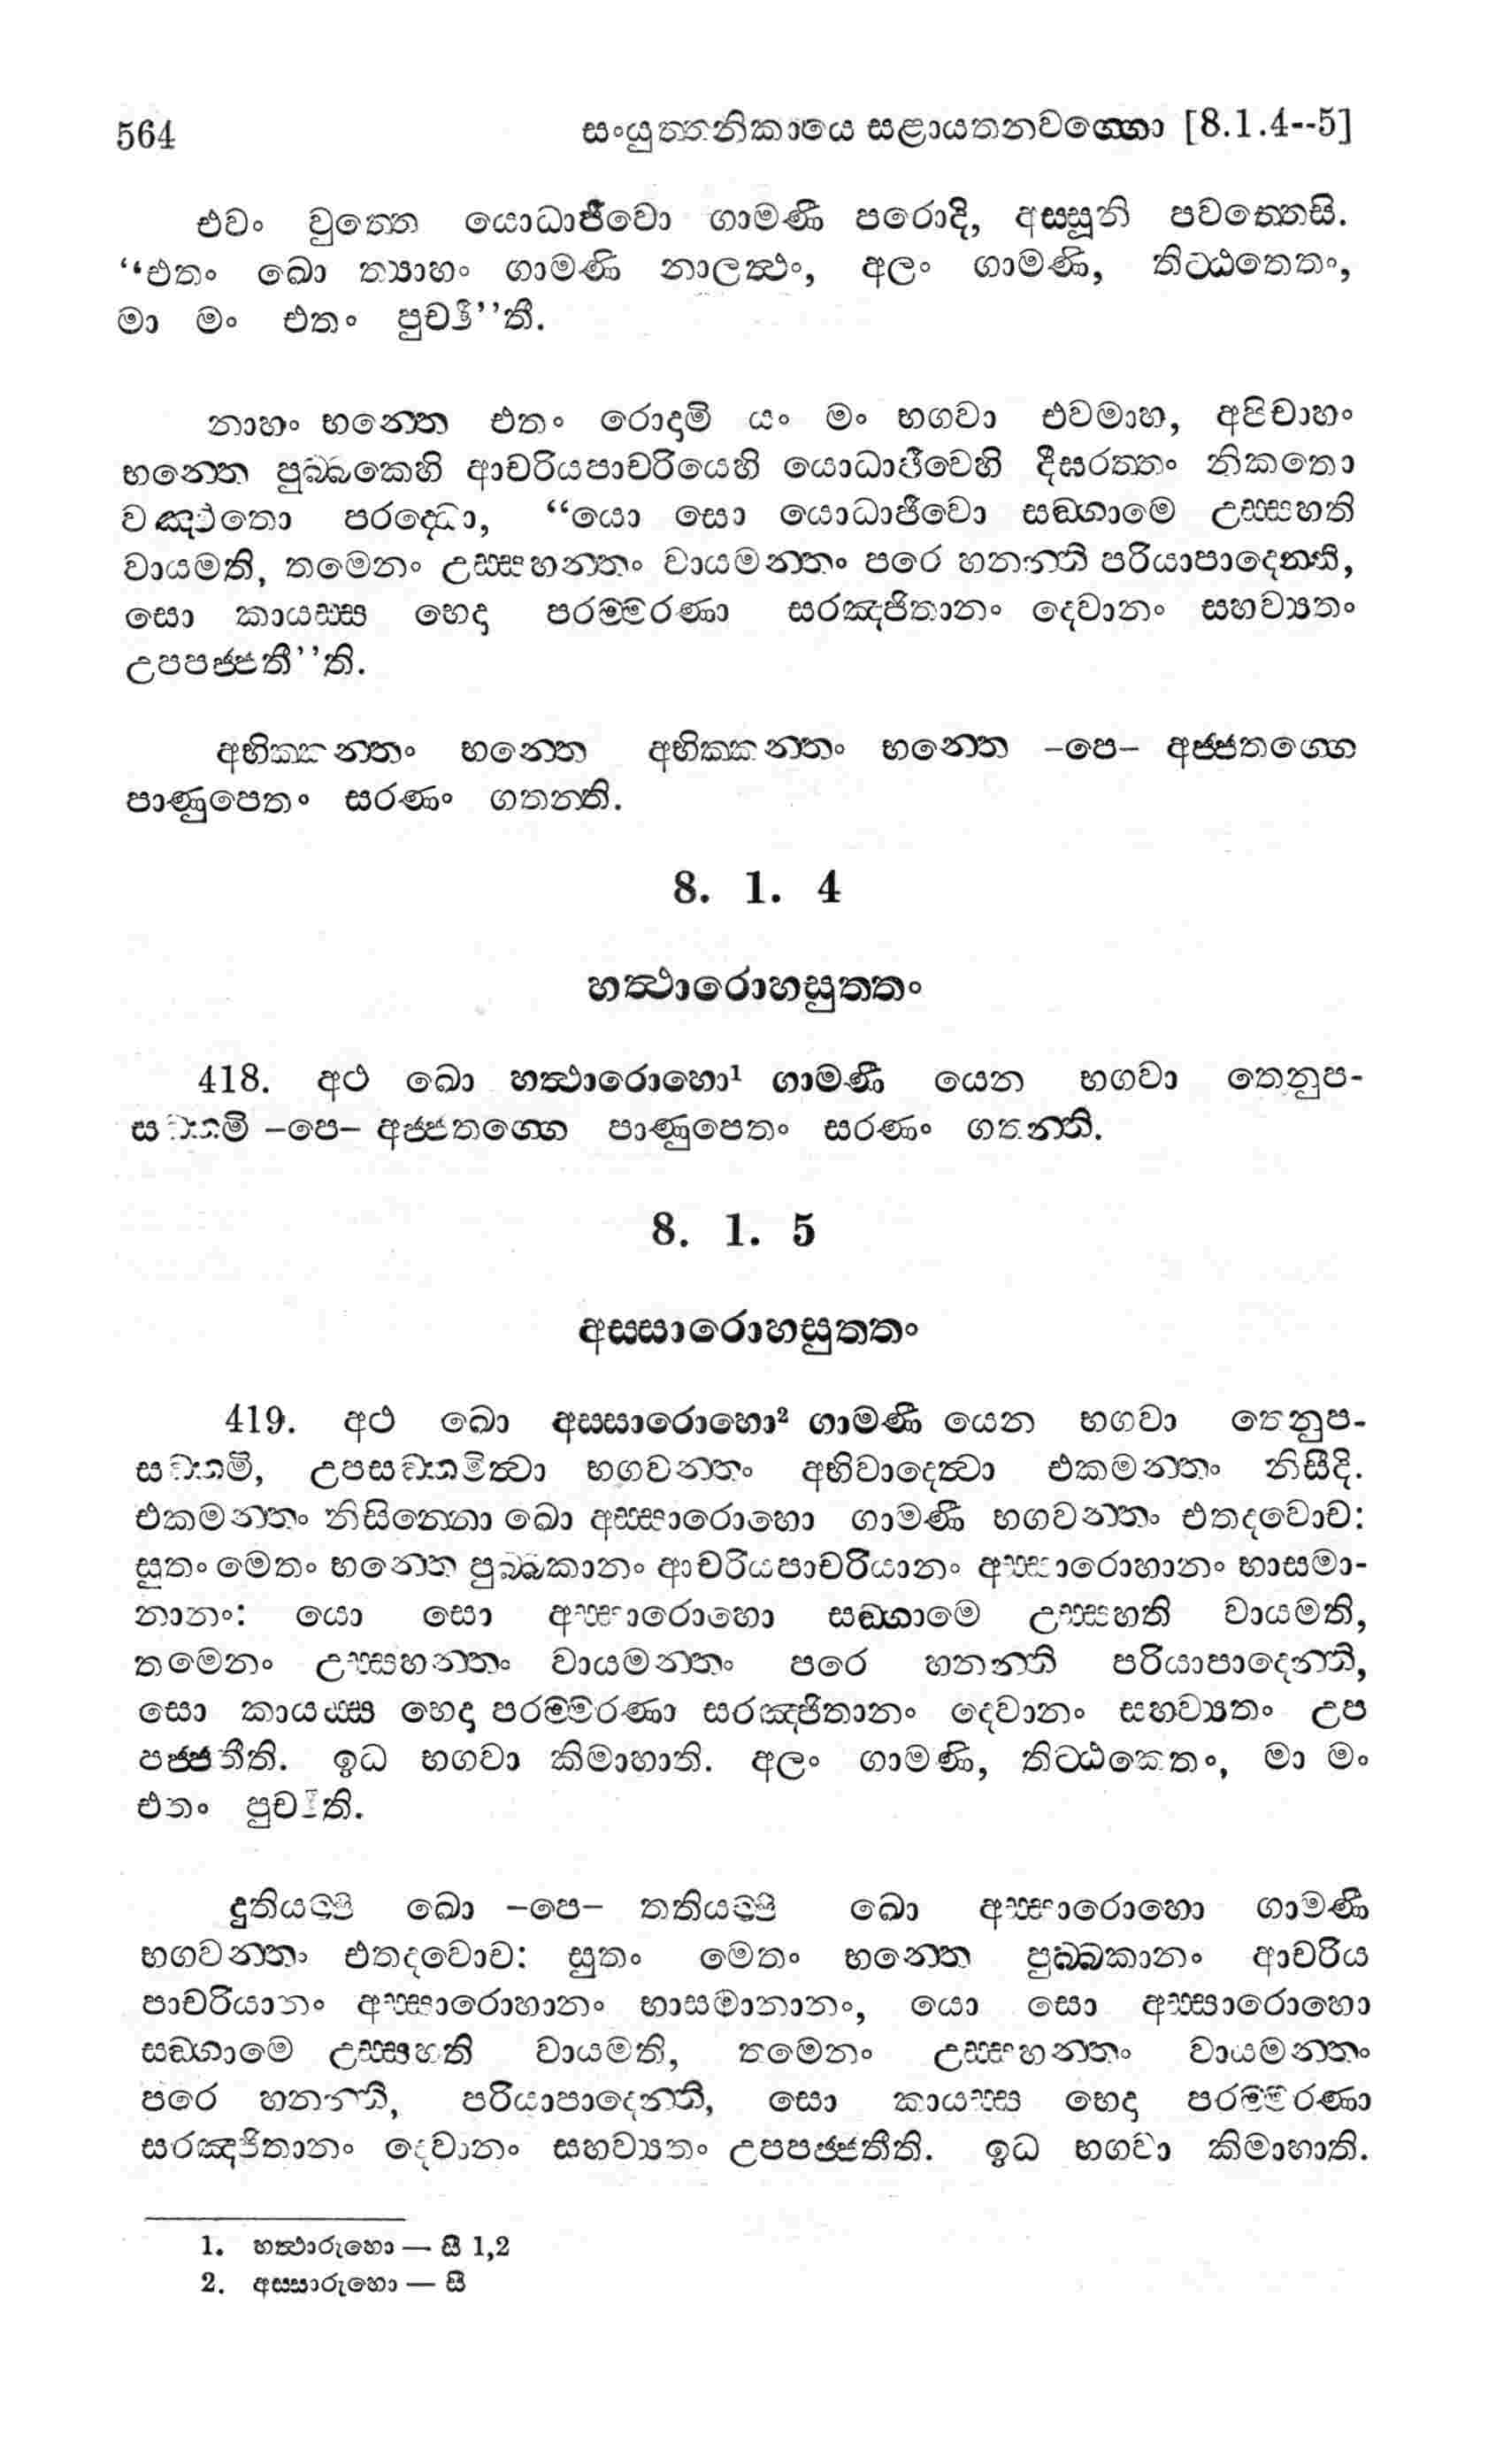 564 සංයුත්තනිකායෙ සළායතනවග්ගො [8.1.4--5]
එවං වුත්තෙ යොධාජීවො ගාමණී පරොදි, අස්සූනි පවත්තෙසි.
“එතං ඛො ත්‍යාහං ගාමණි නාලත්‍ථං, අලං ගාමණි, තිට්ඨතෙතං,
මා මං එතං පුච්ඡී’’තී.
නාහං භන්තෙ එතං රොදාමි යං මං භගවා එවමාහ, අපිචාහං
භන්තෙ පුබ්බකෙහි ආචරියපාචරියෙහි යොධාජීවෙහි දීඝරත්තං නිකතො
වඤ්චිතො පරද්ධො, “යො සො යොධාජීවො සඞ්ගාමෙ උස්සහති
වායමති, තමෙනං උස්සහන්තං වායමන්තං පරෙ හනන්ති පරියාපාදෙන්ති,
සො කායස්ස භෙදා පරම්මරණා සරඤ්ජිතානං දෙවානං සහව්‍යතං
උපපජ්ජතී’’ති.
අභික්කන්තං භන්තෙ අභික්කන්තං භන්තෙ –පෙ– අජ්ජතග්ගෙ
පාණුපෙතං සරණං ගතන්ති.
8. 1. 4
හත්‍ථාරොහසුත්තං
418. අථ ඛො හත්‍ථාරොහො¹ ගාමණී යෙන භගවා තෙනුප-
සඞ්කමි –පෙ– අජ්ජතග්ගෙ පාණුපෙතං සරණං ගතන්ති.
8. 1. 5
අස්සාරොහසුත්තං
419. අථ ඛො අස්සාරොහො² ගාමණී යෙන භගවා තෙනුප-
සඞ්කමි, උපසඞ්කමිත්‍වා භගවන්තං අභිවාදෙත්‍වා එකමන්තං නිසීදි.
එකමන්තං නිසින්නො ඛො අස්සාරොහො ගාමණී භගවන්තං එතදවොච:
සුතං මෙතං භන්තෙ පුබ්බකානං ආචරියපාචරියානං අස්සාරොහානං භාසමා-
නානං: යො සො අස්සාරොහො සඞ්ගාමෙ උස්සහති වායමති,
තමෙනං උස්සහන්තං වායමන්තං පරෙ හනන්ති පරියාපාදෙන්ති,
සො කායස්ස භෙදා පරම්මරණා සරඤ්ජිතානං දෙවානං සහව්‍යතං උප
පජ්ජතීති. ඉධ භගවා කිමාහාති. අලං ගාමණි, තිට්ඨතෙතං, මා මං
එතං පුච්ඡීති.
දුතියම්පි ඛො –පෙ– තතියම්පි ඛො අස්සාරොහො ගාමණී
භගවන්තං එතදවොච: සුතං මෙතං භන්තෙ පුබ්බකානං ආචරිය
පාචරියානං අස්සාරොහානං භාසමානානං, යො සො අස්සාරොහො
සඞ්ගාමෙ උස්සහති වායමති, තමෙනං උස්සහන්තං වායමන්තං
පරෙ හනන්ති, පරියාපාදෙන්ති, සො කායස්ස භෙදා පරම්මරණා
සරඤ්ජිතානං දෙවානං සහව්‍යතං උපපජ්ජතීති. ඉධ භගවා කිමාහාති.
1. හත්‍ථාරුහො — සී 1,2
2. අස්සාරුහො — සී